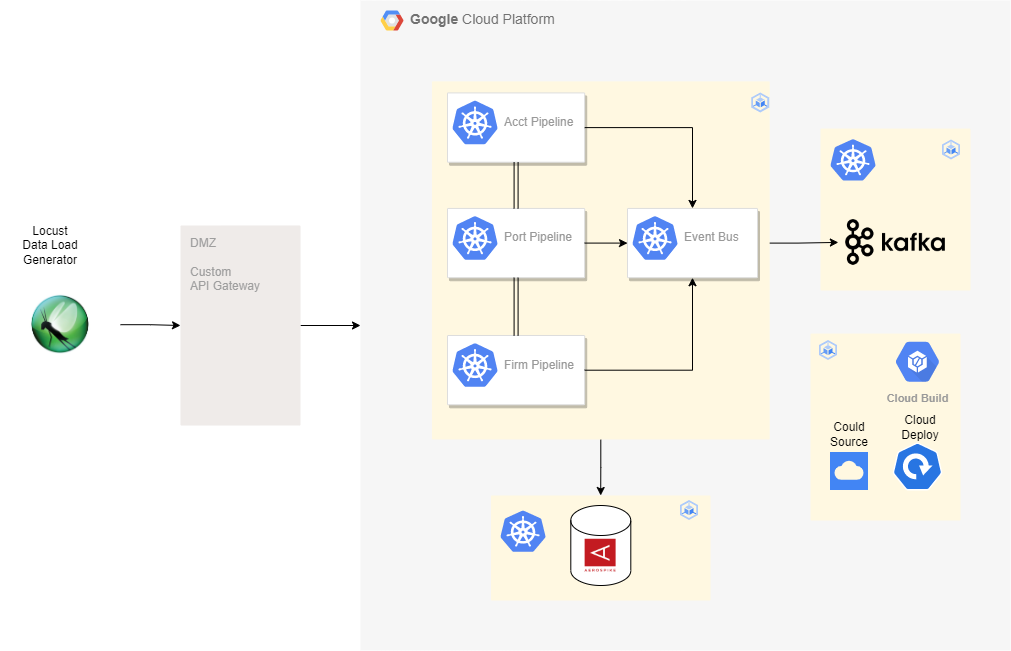 Google Cloud Platform
Acct Pipeline
Locust
Data Load
Generator
DMZ
Custom
API Gateway
Port Pipeline
Event Bus
kafka
Firm Pipeline
Cloud Build
Could
Source
Cloud
Deploy
AEROSPIKE